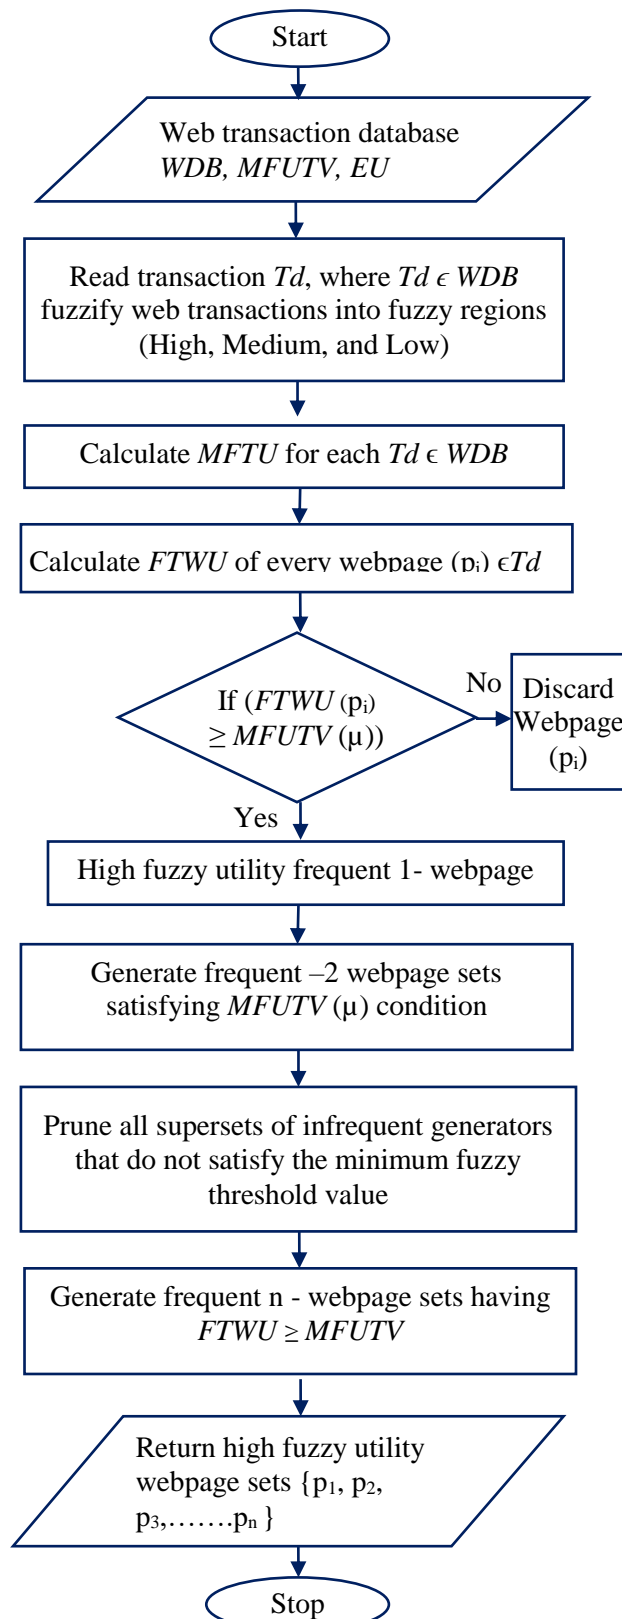 Start
Web transaction database
WDB, MFUTV, EU
Read transaction Td, where Td ϵ WDB
fuzzify web transactions into fuzzy regions
(High, Medium, and Low)
Calculate MFTU for each Td ϵ WDB
Calculate FTWU of every webpage (pᵢ) ϵTd
If (FTWU (pᵢ)
≥ MFUTV (µ))
No
Discard
Webpage
(pᵢ)
Yes
High fuzzy utility frequent 1- webpage
Generate frequent –2 webpage sets
satisfying MFUTV (µ) condition
Prune all supersets of infrequent generators
that do not satisfy the minimum fuzzy
threshold value
Generate frequent n - webpage sets having
FTWU ≥ MFUTV
Return high fuzzy utility
webpage sets {p₁, p₂,
p₃,…….pₙ }
Stop